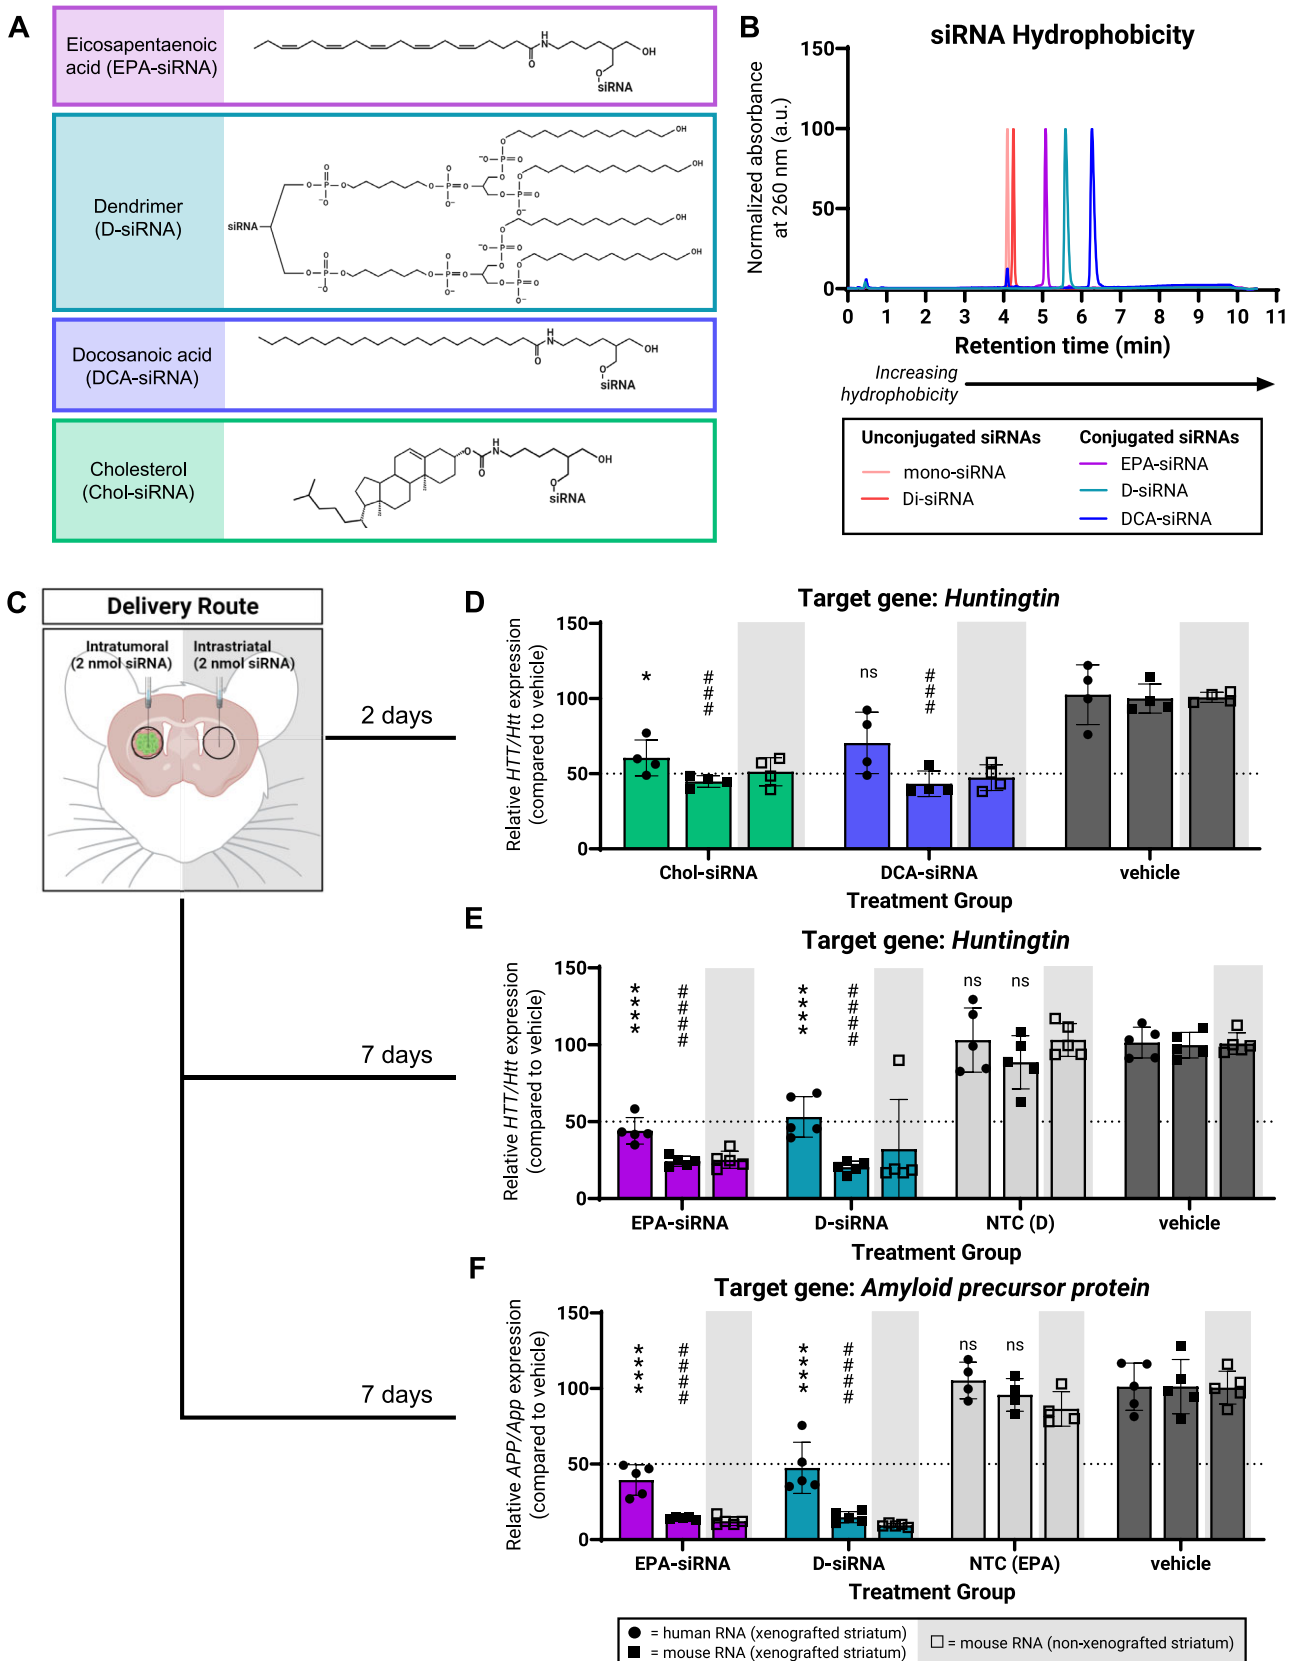 A
Eicosapentaenoic
acid (EPA-siRNA)
H
N
O
OH
O
siRNA
Dendrimer
(D-siRNA)
siRNA
Docosanoic acid
(DCA-siRNA)
H
N
O
OH
O
siRNA
Cholesterol
(Chol-siRNA)
O
O
H
N
OH
O
siRNA
B
siRNA Hydrophobicity
Normalized absorbance
at 260 nm (a.u.)
150
100
50
0
0 1 2 3 4 5 6 7 8 9 10 11
Retention time (min)
Increasing
hydrophobicity
Unconjugated siRNAs
mono-siRNA
Di-siRNA
Conjugated siRNAs
EPA-siRNA
D-siRNA
DCA-siRNA
C
Delivery Route
Intratumoral
(2 nmol siRNA)
Intrastriatal
(2 nmol siRNA)
2 days
7 days
7 days
D
Target gene: Huntingtin
Relative HTT/Htt expression
(compared to vehicle)
150
100
50
0
*
###
ns
###
Chol-siRNA DCA-siRNA vehicle
Treatment Group
E
Target gene: Huntingtin
Relative HTT/Htt expression
(compared to vehicle)
150
100
50
0
****
####
****
####
ns ns
EPA-siRNA D-siRNA NTC (D) vehicle
Treatment Group
F
Target gene: Amyloid precursor protein
Relative APP/App expression
(compared to vehicle)
150
100
50
0
****
####
****
####
ns ns
EPA-siRNA D-siRNA NTC (EPA) vehicle
Treatment Group
= human RNA (xenografted striatum)
= mouse RNA (xenografted striatum)
= mouse RNA (non-xenografted striatum)